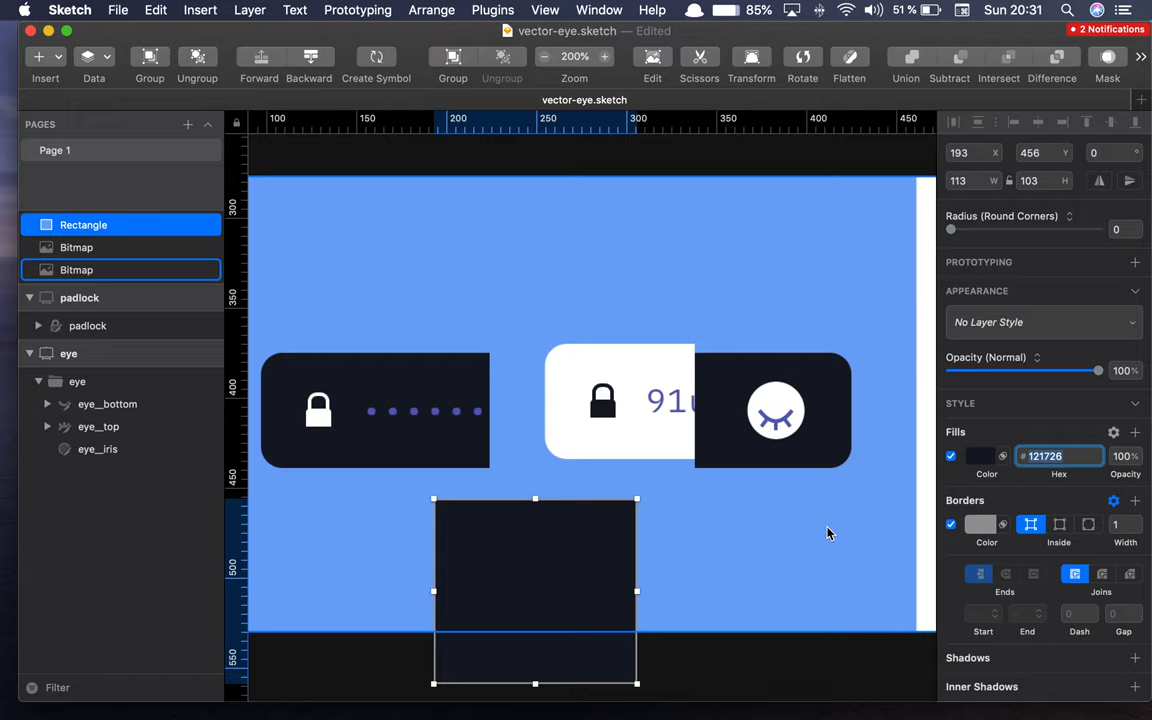 Sketch File Edit Insert Layer Text Prototyping Arrange Plugins View Window Help 85% 51 % Sun 20:31
vector-eye.sketch — Edited
2 Notifications
200%
Insert Data Group Ungroup Forward Backward Create Symbol Group Ungroup Zoom Edit Scissors Transform Rotate Flatten Union Subtract Intersect Difference Mask
vector-eye.sketch
PAGES
Page 1
Rectangle
Bitmap
Bitmap
padlock
padlock
eye
eye
eye__bottom
eye__top
eye__iris
Filter
100 150 200 250 300 350 400 450
300
350
400
450
500
550
91
193 X 456 Y 0 °
113 W 103 H
Radius (Round Corners)
0
PROTOTYPING
APPEARANCE
No Layer Style
Opacity (Normal)
100%
STYLE
Fills
# 121726 100%
Color Hex Opacity
Borders
1
Color Inside Width
Ends Joins
- - 0 0
Start End Dash Gap
Shadows
Inner Shadows